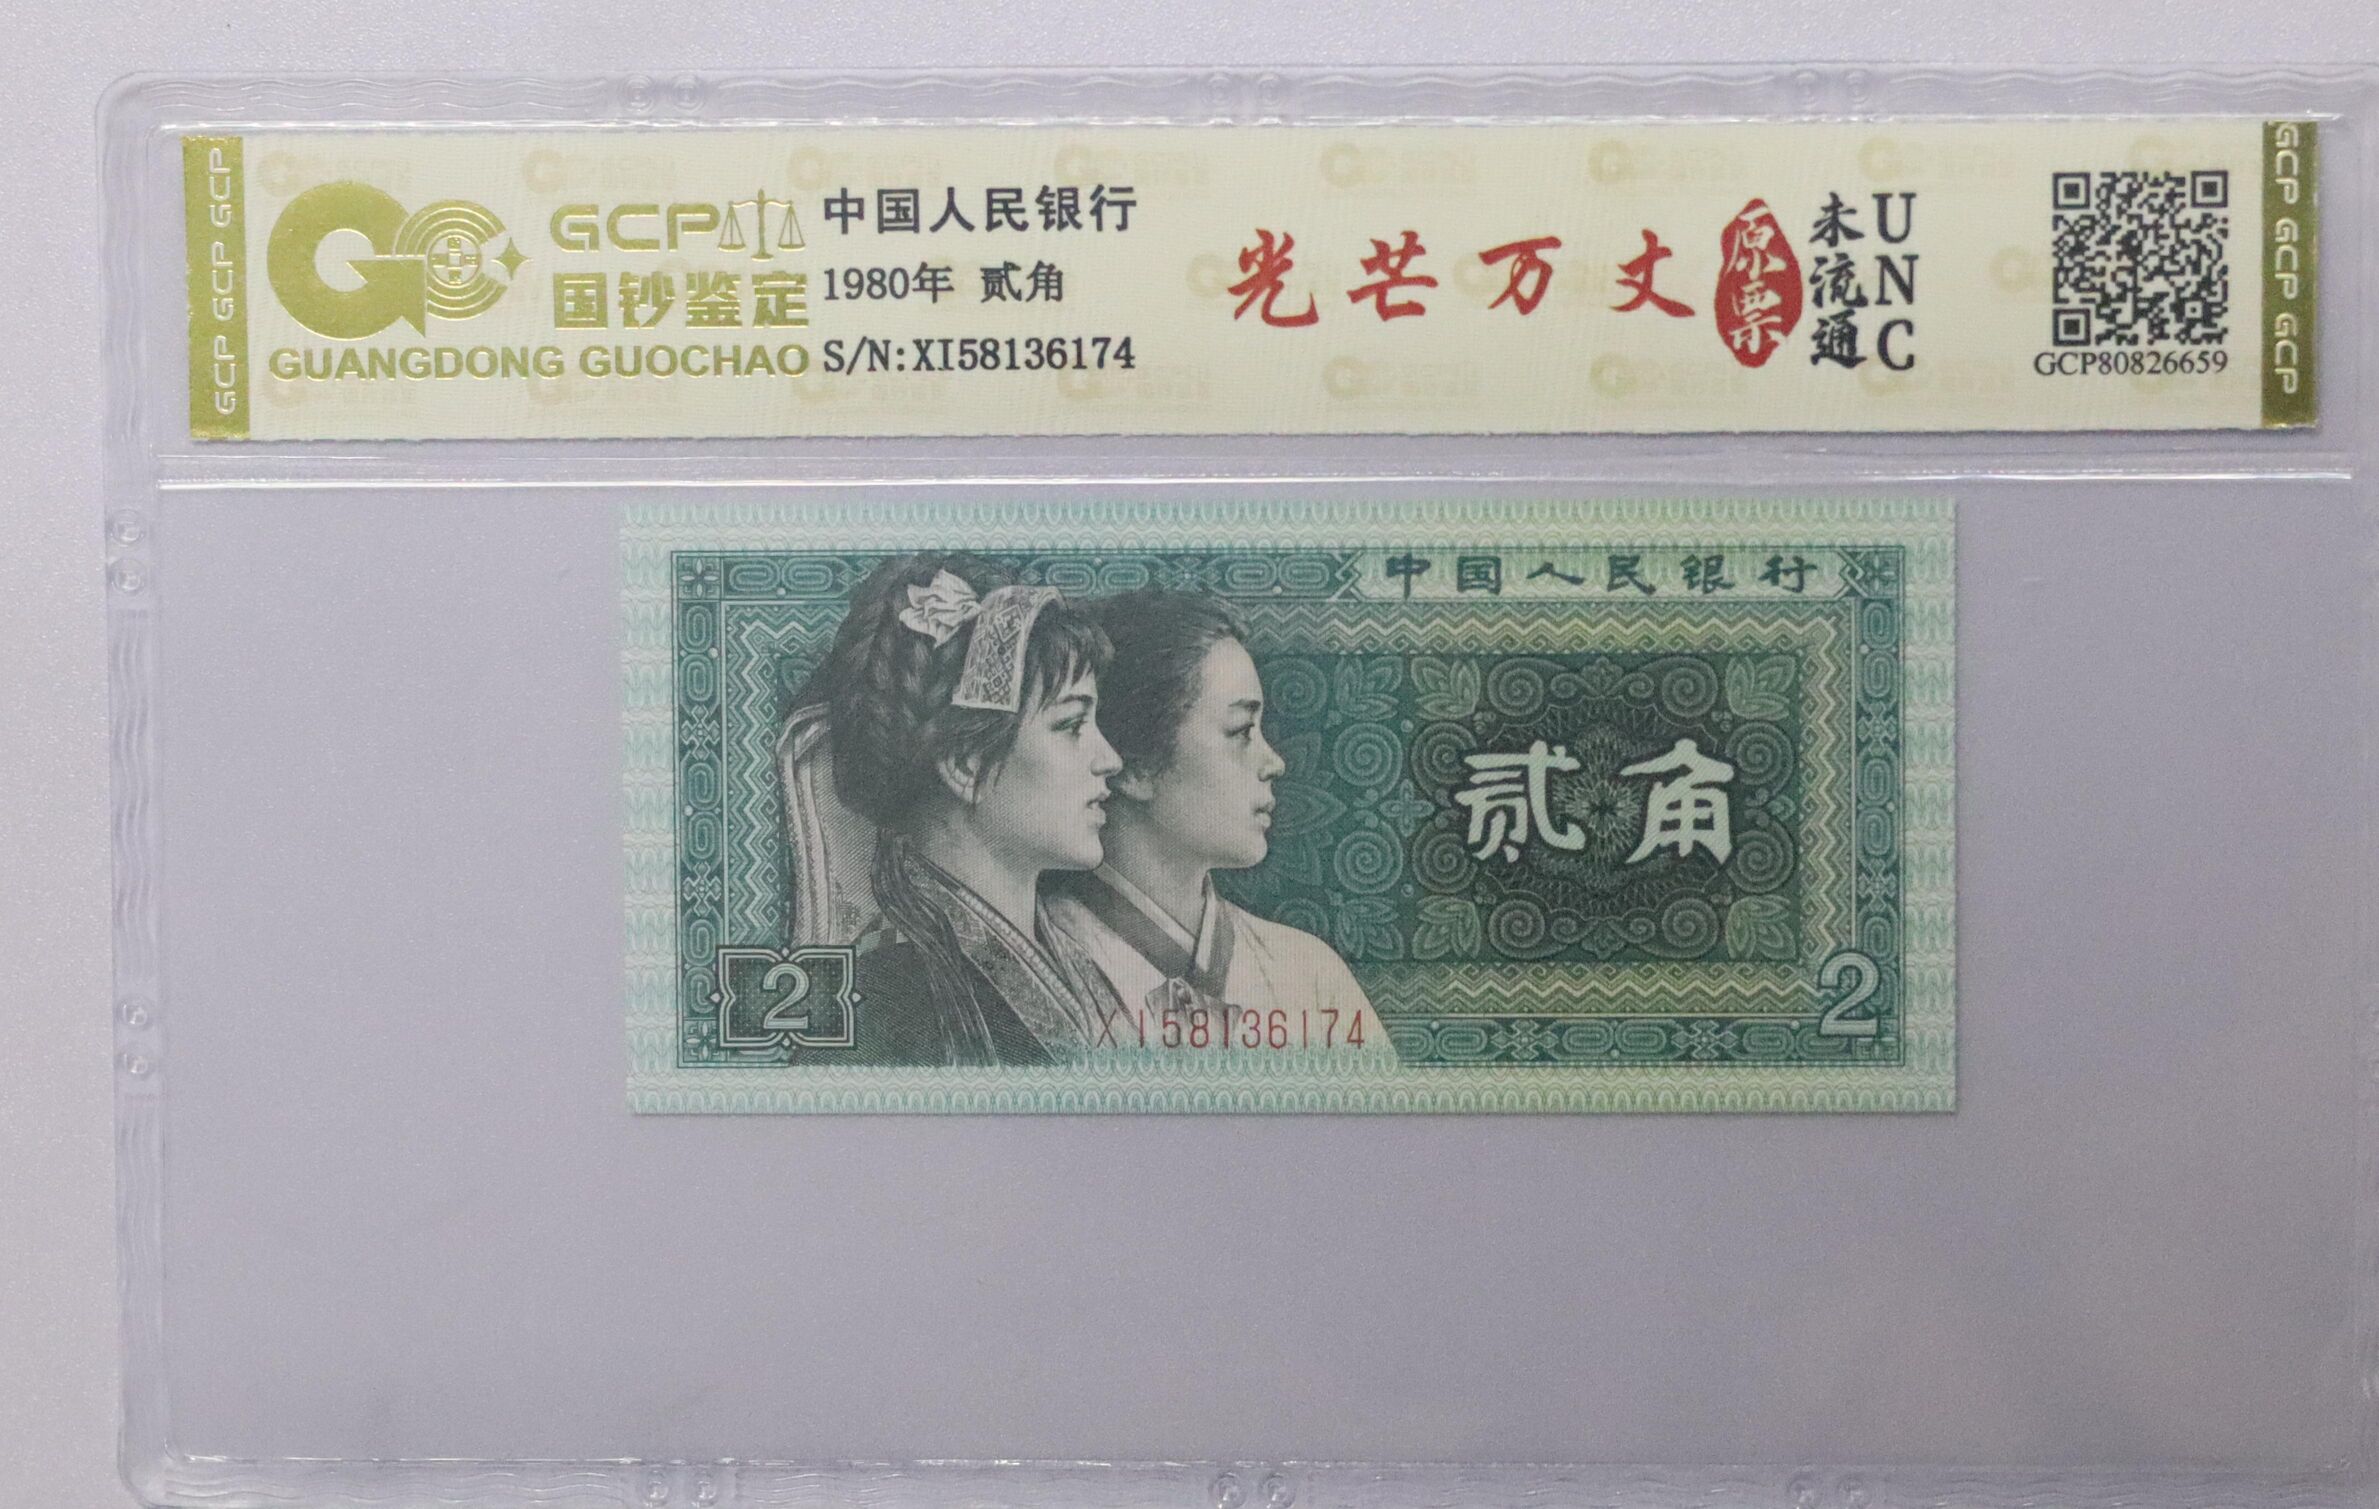 GCP GCP GCP
GCP
国钞鉴定
GUANGDONG GUOCHAO
中国人民银行
1980年 贰角
S/N:XI58136174
光芒万丈
原票
未流通
UNC
GCP80826659
GCP GCP GCP
中国人民银行
贰角
2
XI58136174
2